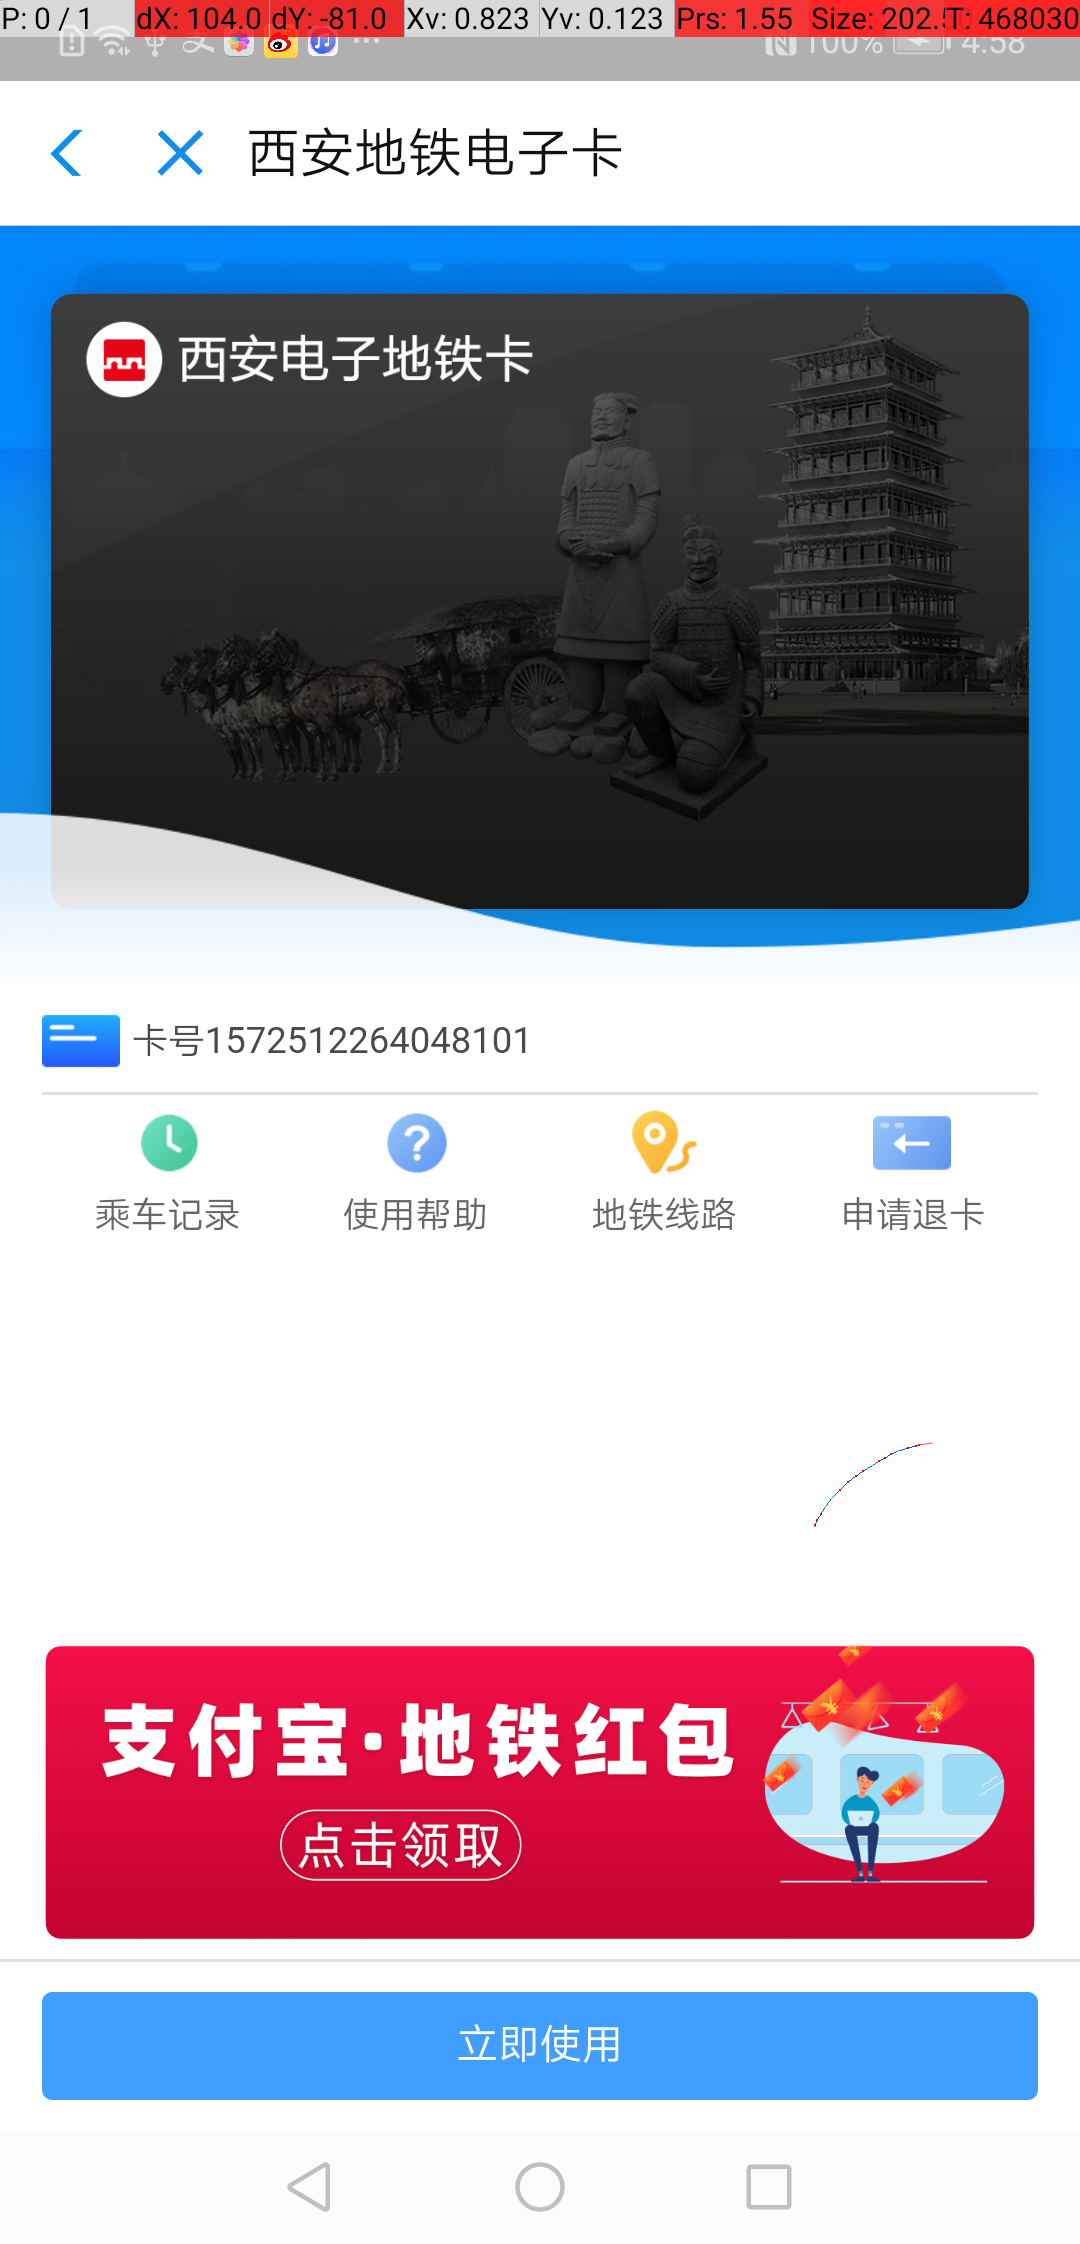 P: 0 / 1 dX: 104.0 dY: -81.0 Xv: 0.823 Yv: 0.123 Prs: 1.55 Size: 202. T: 468030
100% 4:58
西安地铁电子卡
西安电子地铁卡
卡号1572512264048101
乘车记录 使用帮助 地铁线路 申请退卡
支付宝·地铁红包
点击领取
立即使用